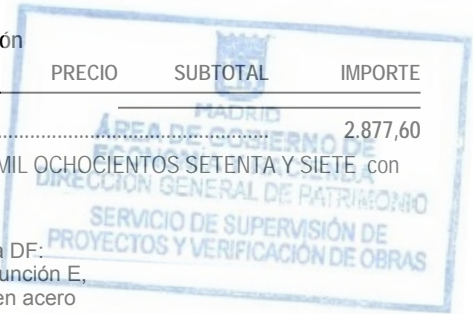 ón
PRECIO SUBTOTAL IMPORTE
MADRID
2.877,60
ÁREA DE GOBIERNO DE
MIL OCHOCIENTOS SETENTA Y SIETE con
DIRECCIÓN GENERAL DE PATRIMONIO
SERVICIO DE SUPERVISIÓN DE
PROYECTOS Y VERIFICACIÓN DE OBRAS
a DF:
unción E,
en acero